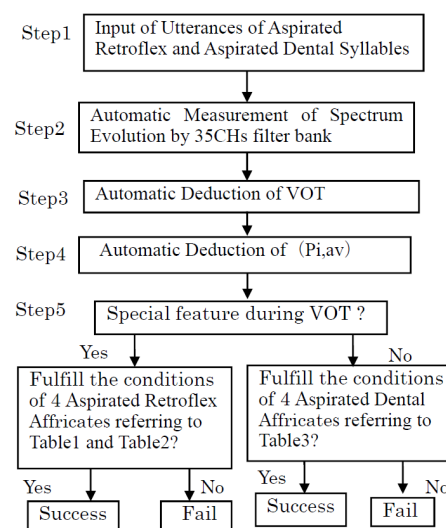 Step1
Input of Utterances of Aspirated
Retroflex and Aspirated Dental Syllables
Step2
Automatic Measurement of Spectrum
Evolution by 35CHs filter bank
Step3
Automatic Deduction of VOT
Step4
Automatic Deduction of (Pi,av)
Step5
Special feature during VOT ?
Yes
No
Fulfill the conditions
of 4 Aspirated Retroflex
Affricates referring to
Table1 and Table2?
Fulfill the conditions
of 4 Aspirated Dental
Affricates referring to
Table3?
Yes
No
Yes
No
Success
Fail
Success
Fail